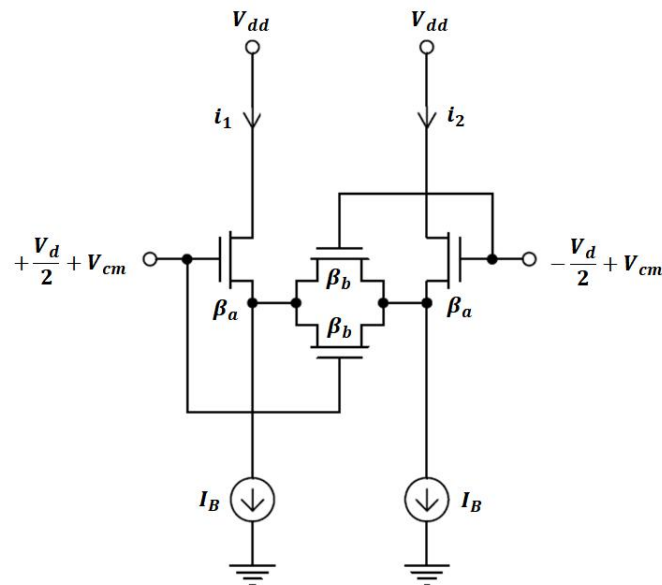 V_dd V_dd
i_1 i_2
+V_d/2 + V_cm β_b -V_d/2 + V_cm
β_a β_b β_a
I_B I_B